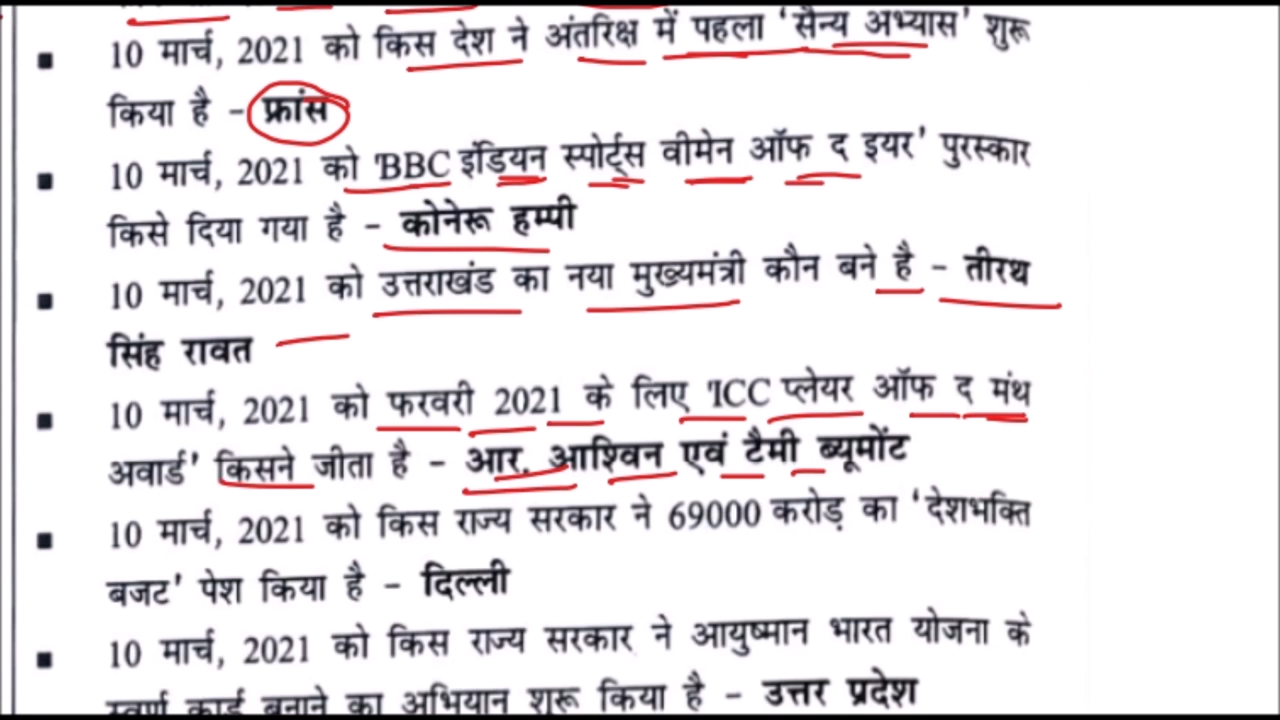 10 मार्च, 2021 को किस देश ने अंतरिक्ष में पहला 'सैन्य अभ्यास' शुरू
किया है - फ्रांस
10 मार्च, 2021 को 'BBC इंडियन स्पोर्ट्स वीमेन ऑफ द इयर' पुरस्कार
किसे दिया गया है - कोनेरू हम्पी
10 मार्च, 2021 को उत्तराखंड का नया मुख्यमंत्री कौन बने है - तीरथ
सिंह रावत
10 मार्च, 2021 को फरवरी 2021 के लिए 'ICC प्लेयर ऑफ द मंथ
अवार्ड' किसने जीता है - आर. आश्विन एवं टैमी ब्यूमोंट
10 मार्च, 2021 को किस राज्य सरकार ने 69000 करोड़ का 'देशभक्ति
बजट' पेश किया है - दिल्ली
10 मार्च, 2021 को किस राज्य सरकार ने आयुष्मान भारत योजना के
स्वर्ण कार्ड बनाने का अभियान शुरू किया है - उत्तर प्रदेश